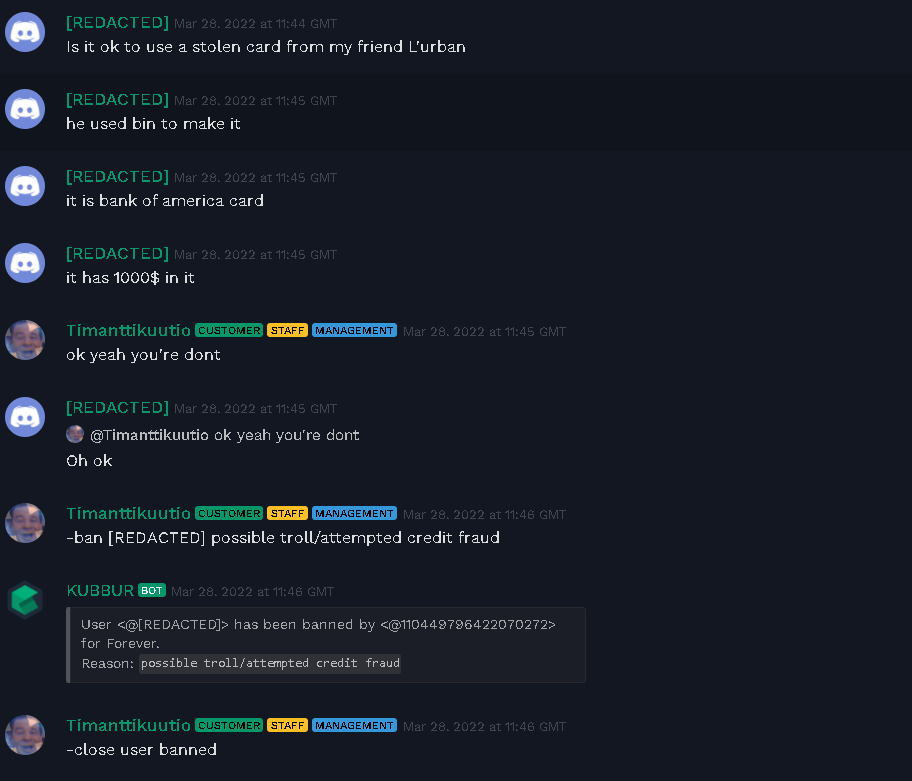 [REDACTED] Mar 28, 2022 at 11:44 GMT
Is it ok to use a stolen card from my friend L'urban
[REDACTED] Mar 28, 2022 at 11:45 GMT
he used bin to make it
[REDACTED] Mar 28, 2022 at 11:45 GMT
it is bank of america card
[REDACTED] Mar 28, 2022 at 11:45 GMT
it has 1000$ in it
Timanttikuutio CUSTOMER STAFF MANAGEMENT Mar 28, 2022 at 11:45 GMT
ok yeah you're dont
[REDACTED] Mar 28, 2022 at 11:45 GMT
@Timanttikuutio ok yeah you're dont
Oh ok
Timanttikuutio CUSTOMER STAFF MANAGEMENT Mar 28, 2022 at 11:46 GMT
-ban [REDACTED] possible troll/attempted credit fraud
KUBBUR BOT Mar 28, 2022 at 11:46 GMT
User <@[REDACTED]> has been banned by <@110449796422070272>
for Forever.
Reason: possible troll/attempted credit fraud
Timanttikuutio CUSTOMER STAFF MANAGEMENT Mar 28, 2022 at 11:46 GMT
-close user banned